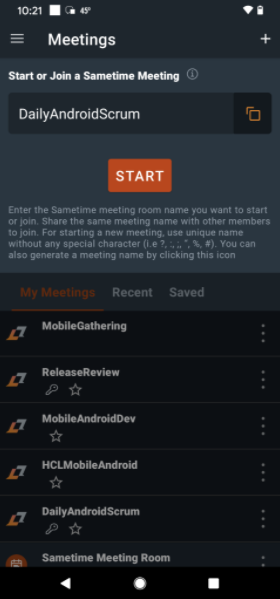 10:21 45°
Meetings
Start or Join a Sametime Meeting
DailyAndroidScrum
START
Enter the Sametime meeting room name you want to start
or join. Share the same meeting name with other members
to join. For starting a new meeting, use unique name
without any special character (i.e ?, :, ;, ", %, #). You can
also generate a meeting name by clicking this icon
My Meetings Recent Saved
MobileGathering
ReleaseReview
MobileAndroidDev
HCLMobileAndroid
DailyAndroidScrum
Sametime Meeting Room